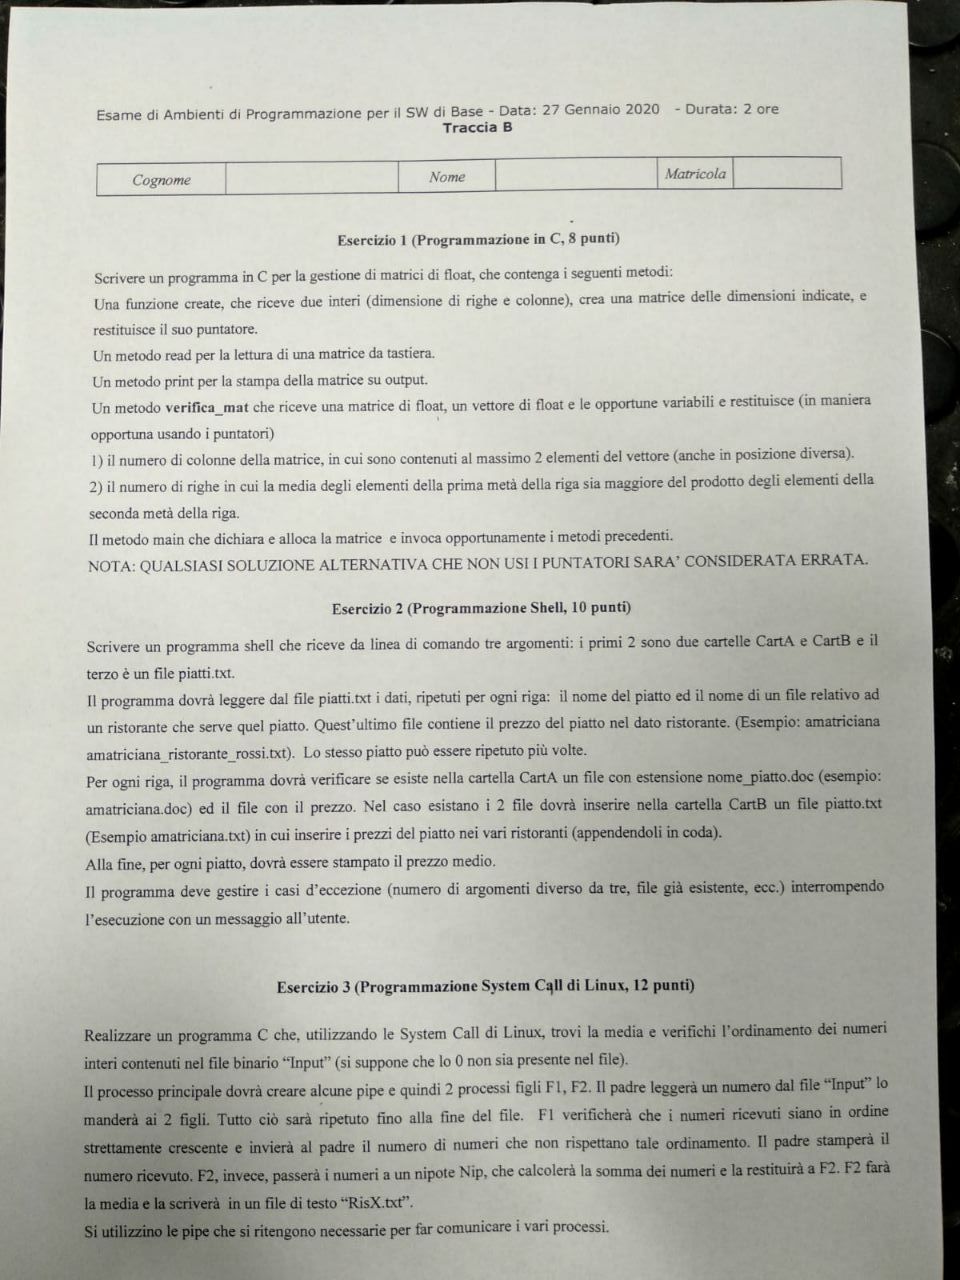 Esame di Ambienti di Programmazione per il SW di Base - Data: 27 Gennaio 2020 - Durata: 2 ore
Traccia B
Cognome Nome Matricola
Esercizio 1 (Programmazione in C, 8 punti)
Scrivere un programma in C per la gestione di matrici di float, che contenga i seguenti metodi:
Una funzione create, che riceve due interi (dimensione di righe e colonne), crea una matrice delle dimensioni indicate, e
restituisce il suo puntatore.
Un metodo read per la lettura di una matrice da tastiera.
Un metodo print per la stampa della matrice su output.
Un metodo verifica_mat che riceve una matrice di float, un vettore di float e le opportune variabili e restituisce (in maniera
opportuna usando i puntatori)
1) il numero di colonne della matrice, in cui sono contenuti al massimo 2 elementi del vettore (anche in posizione diversa).
2) il numero di righe in cui la media degli elementi della prima metà della riga sia maggiore del prodotto degli elementi della
seconda metà della riga.
Il metodo main che dichiara e alloca la matrice e invoca opportunamente i metodi precedenti.
NOTA: QUALSIASI SOLUZIONE ALTERNATIVA CHE NON USI I PUNTATORI SARA' CONSIDERATA ERRATA.
Esercizio 2 (Programmazione Shell, 10 punti)
Scrivere un programma shell che riceve da linea di comando tre argomenti: i primi 2 sono due cartelle CartA e CartB e il
terzo è un file piatti.txt.
Il programma dovrà leggere dal file piatti.txt i dati, ripetuti per ogni riga: il nome del piatto ed il nome di un file relativo ad
un ristorante che serve quel piatto. Quest'ultimo file contiene il prezzo del piatto nel dato ristorante. (Esempio: amatriciana
amatriciana_ristorante_rossi.txt). Lo stesso piatto può essere ripetuto più volte.
Per ogni riga, il programma dovrà verificare se esiste nella cartella CartA un file con estensione nome_piatto.doc (esempio:
amatriciana.doc) ed il file con il prezzo. Nel caso esistano i 2 file dovrà inserire nella cartella CartB un file piatto.txt
(Esempio amatriciana.txt) in cui inserire i prezzi del piatto nei vari ristoranti (appendendoli in coda).
Alla fine, per ogni piatto, dovrà essere stampato il prezzo medio.
Il programma deve gestire i casi d'eccezione (numero di argomenti diverso da tre, file già esistente, ecc.) interrompendo
l'esecuzione con un messaggio all'utente.
Esercizio 3 (Programmazione System Call di Linux, 12 punti)
Realizzare un programma C che, utilizzando le System Call di Linux, trovi la media e verifichi l'ordinamento dei numeri
interi contenuti nel file binario "Input" (si suppone che lo 0 non sia presente nel file).
Il processo principale dovrà creare alcune pipe e quindi 2 processi figli F1, F2. Il padre leggerà un numero dal file "Input" lo
manderà ai 2 figli. Tutto ciò sarà ripetuto fino alla fine del file. F1 verificherà che i numeri ricevuti siano in ordine
strettamente crescente e invierà al padre il numero di numeri che non rispettano tale ordinamento. Il padre stamperà il
numero ricevuto. F2, invece, passerà i numeri a un nipote Nip, che calcolerà la somma dei numeri e la restituirà a F2. F2 farà
la media e la scriverà in un file di testo "RisX.txt".
Si utilizzino le pipe che si ritengono necessarie per far comunicare i vari processi.